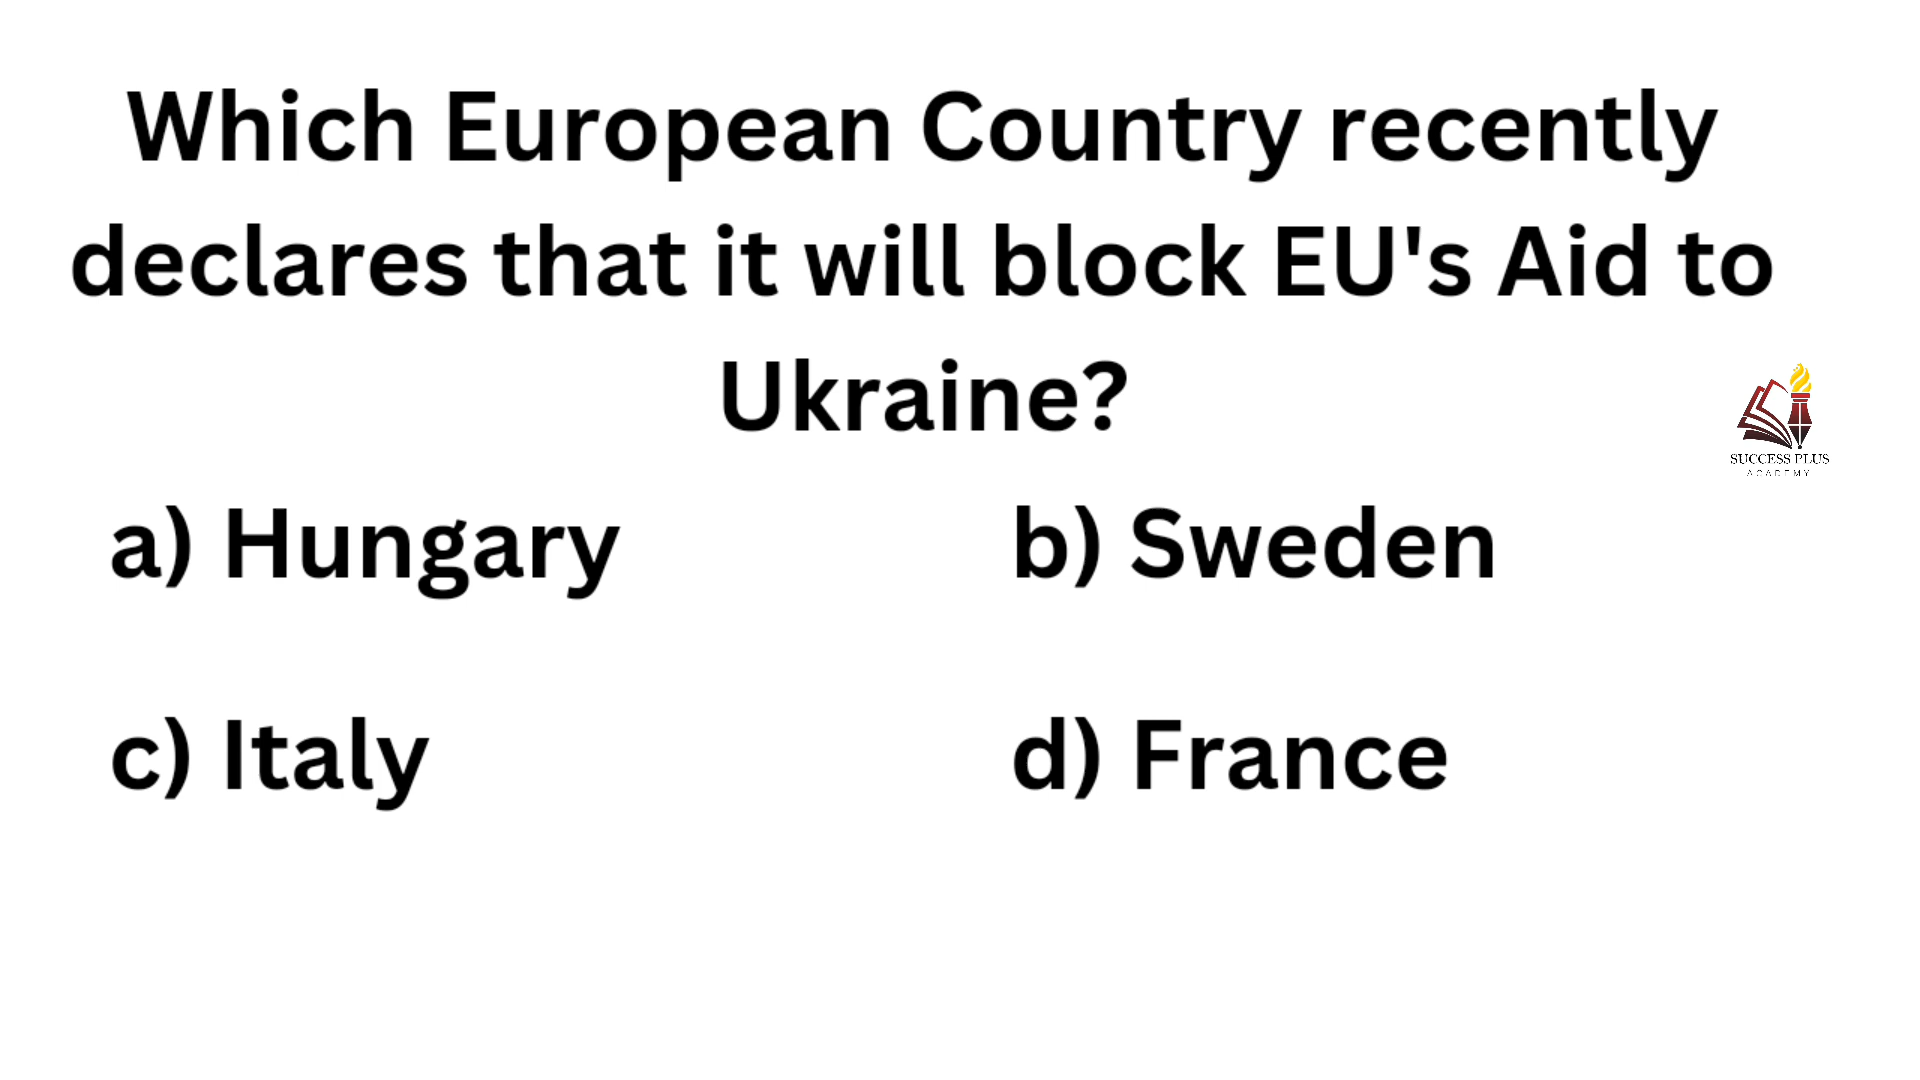 Which European Country recently
declares that it will block EU's Aid to
Ukraine?
SUCCESS PLUS
ACADEMY
a) Hungary
b) Sweden
c) Italy
d) France